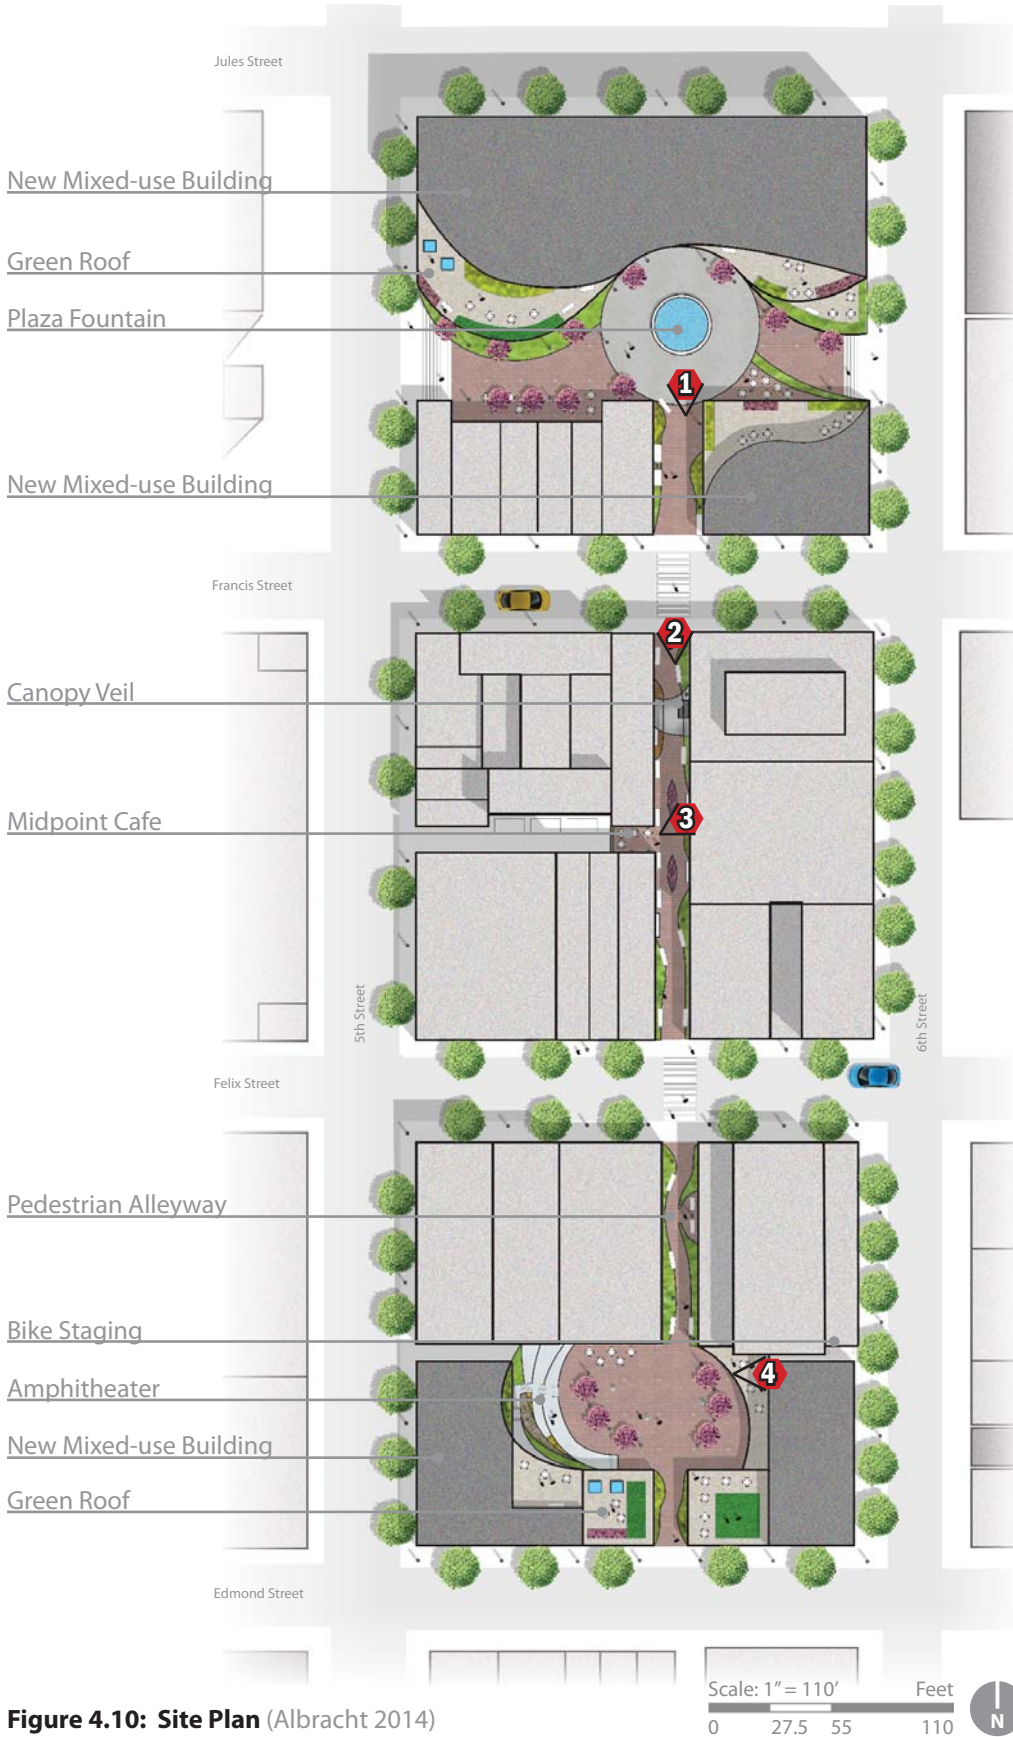 Jules Street
New Mixed-use Building
Green Roof
Plaza Fountain
1
New Mixed-use Building
Francis Street
2
Canopy Veil
Midpoint Cafe
3
5th Street
6th Street
Felix Street
Pedestrian Alleyway
Bike Staging
4
Amphitheater
New Mixed-use Building
Green Roof
Edmond Street
Scale: 1” = 110’ Feet
0 27.5 55 110
N
Figure 4.10: Site Plan (Albracht 2014)